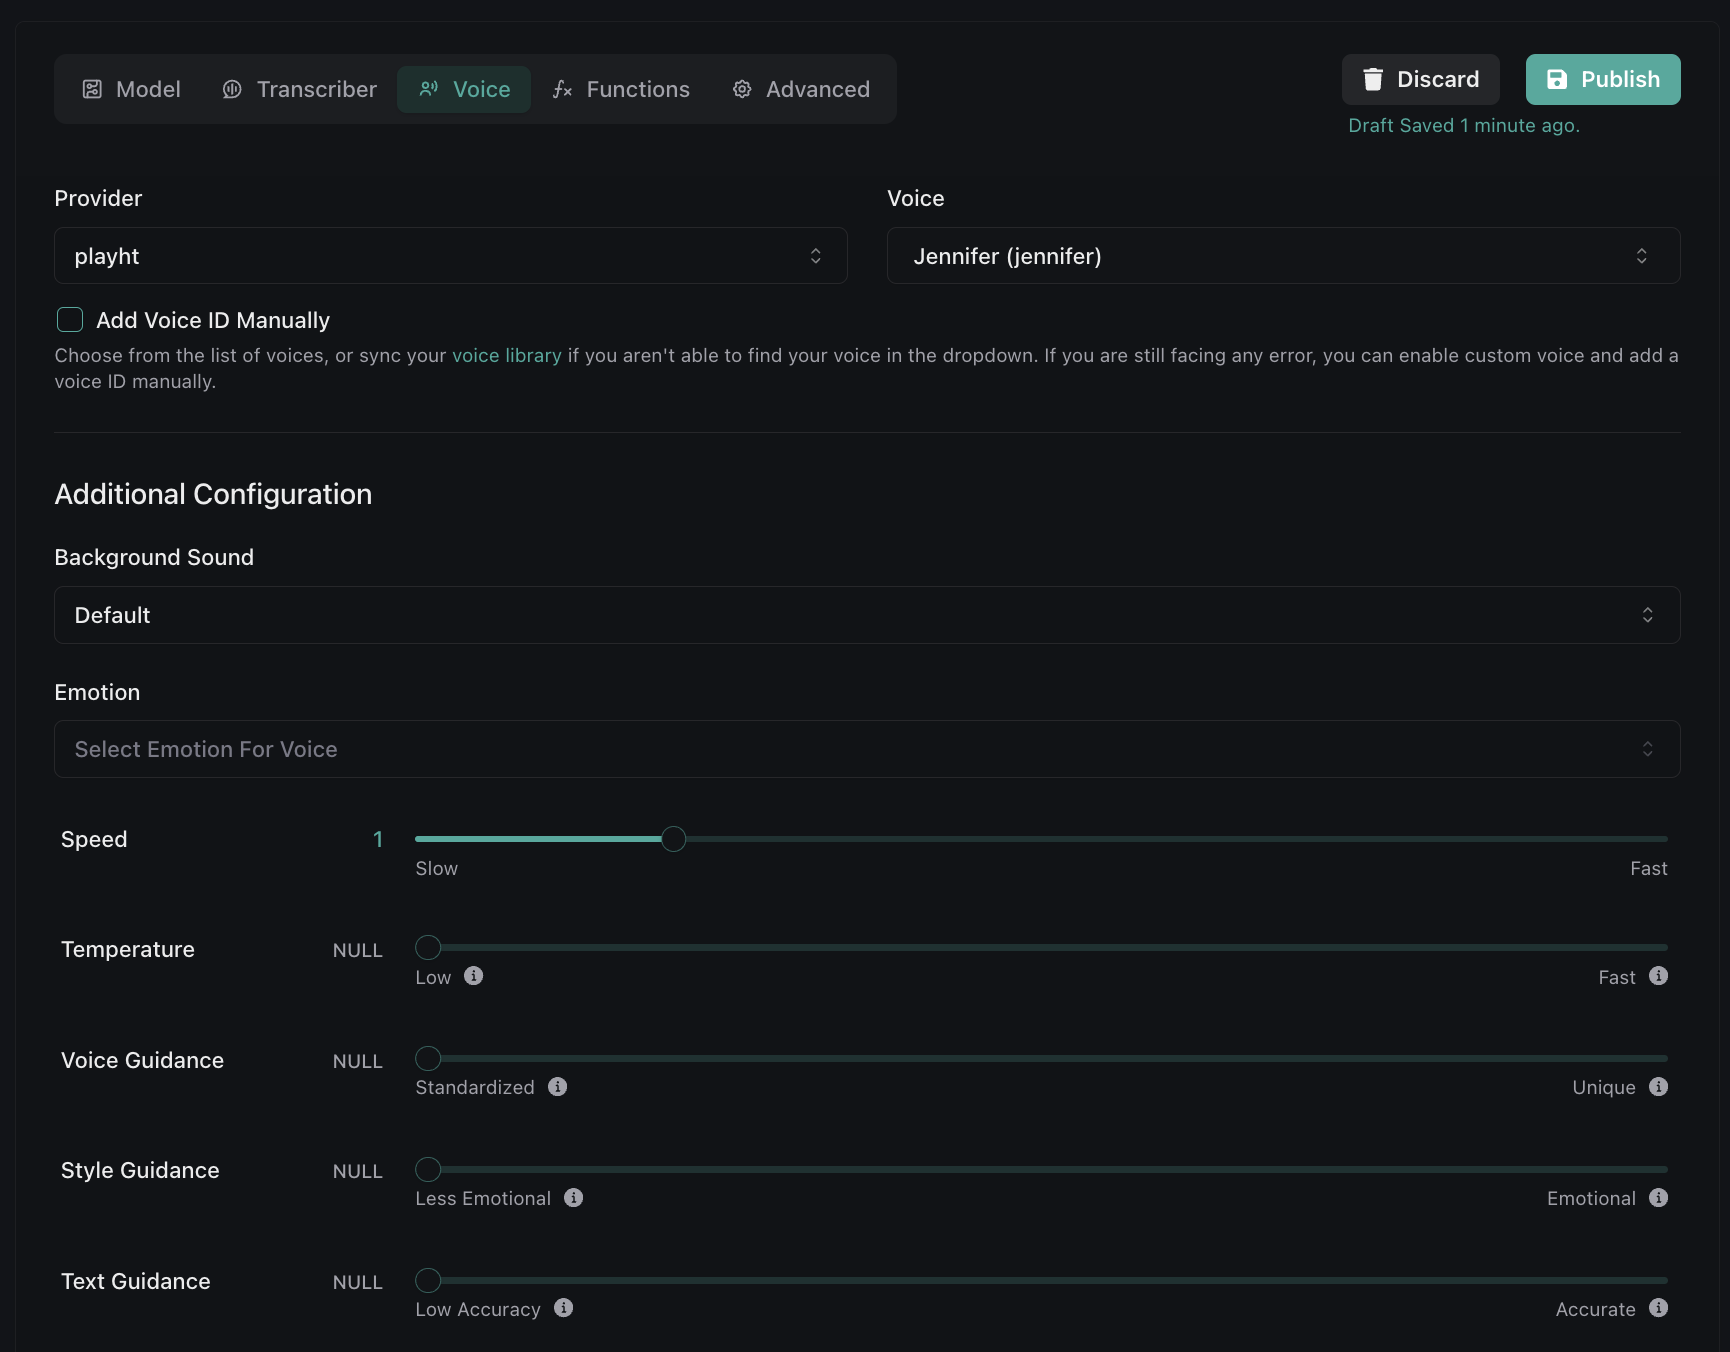 Model Transcriber Voice Functions Advanced
Discard Publish
Draft Saved 1 minute ago.
Provider
playht
Voice
Jennifer (jennifer)
Add Voice ID Manually
Choose from the list of voices, or sync your voice library if you aren't able to find your voice in the dropdown. If you are still facing any error, you can enable custom voice and add a
voice ID manually.
Additional Configuration
Background Sound
Default
Emotion
Select Emotion For Voice
Speed 1
Slow Fast
Temperature NULL
Low Fast
Voice Guidance NULL
Standardized Unique
Style Guidance NULL
Less Emotional Emotional
Text Guidance NULL
Low Accuracy Accurate